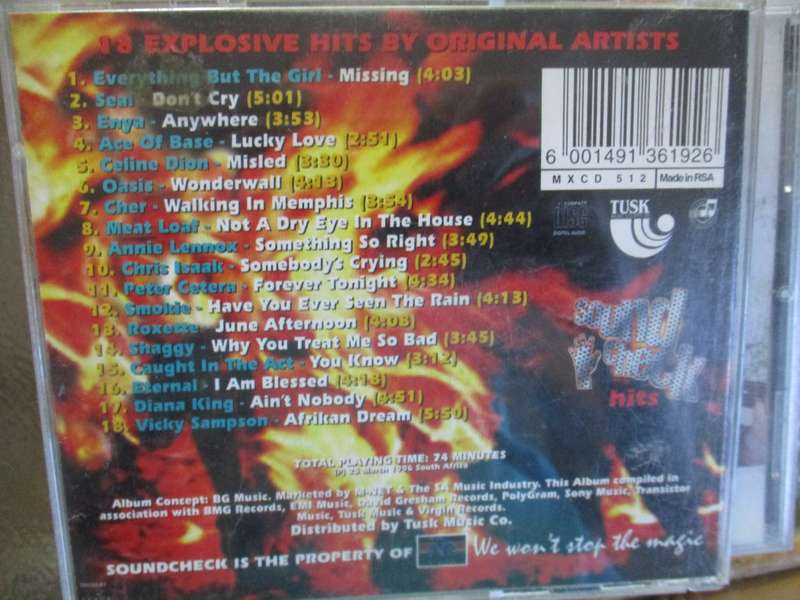 18 EXPLOSIVE HITS BY ORIGINAL ARTISTS
1. Everything But The Girl - Missing (4:03)
2. Seal - Don't Cry (5:01)
3. Enya - Anywhere (3:53)
4. Ace Of Base - Lucky Love (2:51)
5. Celine Dion - Misled (3:30)
6. Oasis - Wonderwall (4:13)
7. Cher - Walking In Memphis (3:54)
8. Meat Loaf - Not A Dry Eye In The House (4:44)
9. Annie Lennox - Something So Right (3:49)
10. Chris Isaak - Somebody's Crying (2:45)
11. Peter Cetera - Forever Tonight (4:34)
12. Smokie - Have You Ever Seen The Rain (4:13)
13. Roxette - June Afternoon (4:08)
14. Shaggy - Why You Treat Me So Bad (3:45)
15. Caught In The Act - You Know (3:12)
16. Eternal - I Am Blessed (4:18)
17. Diana King - Ain't Nobody (4:51)
18. Vicky Sampson - Afrikan Dream (5:50)
6 001491 361926
MXCD 512 Made in RSA
COMPACT
disc
DIGITAL AUDIO
TUSK
sound
check
hits
TOTAL PLAYING TIME: 74 MINUTES
(P) 25 March 1996 South Africa
Album Concept: BG Music. Marketed by M-NET & The SA Music Industry. This Album compiled in
association with BMG Records, EMI Music, David Gresham Records, PolyGram, Sony Music, Transistor
Music, Tusk Music & Virgin Records.
Distributed by Tusk Music Co.
SOUNDCHECK IS THE PROPERTY OF
We won't stop the magic